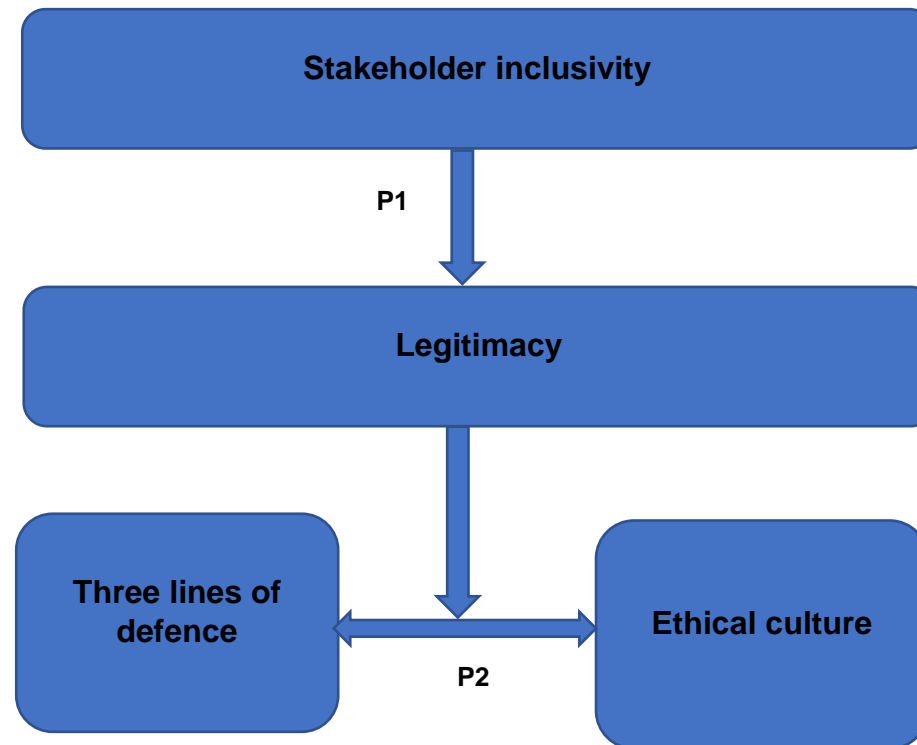 Stakeholder inclusivity
P1
Legitimacy
Three lines of
defence
Ethical culture
P2